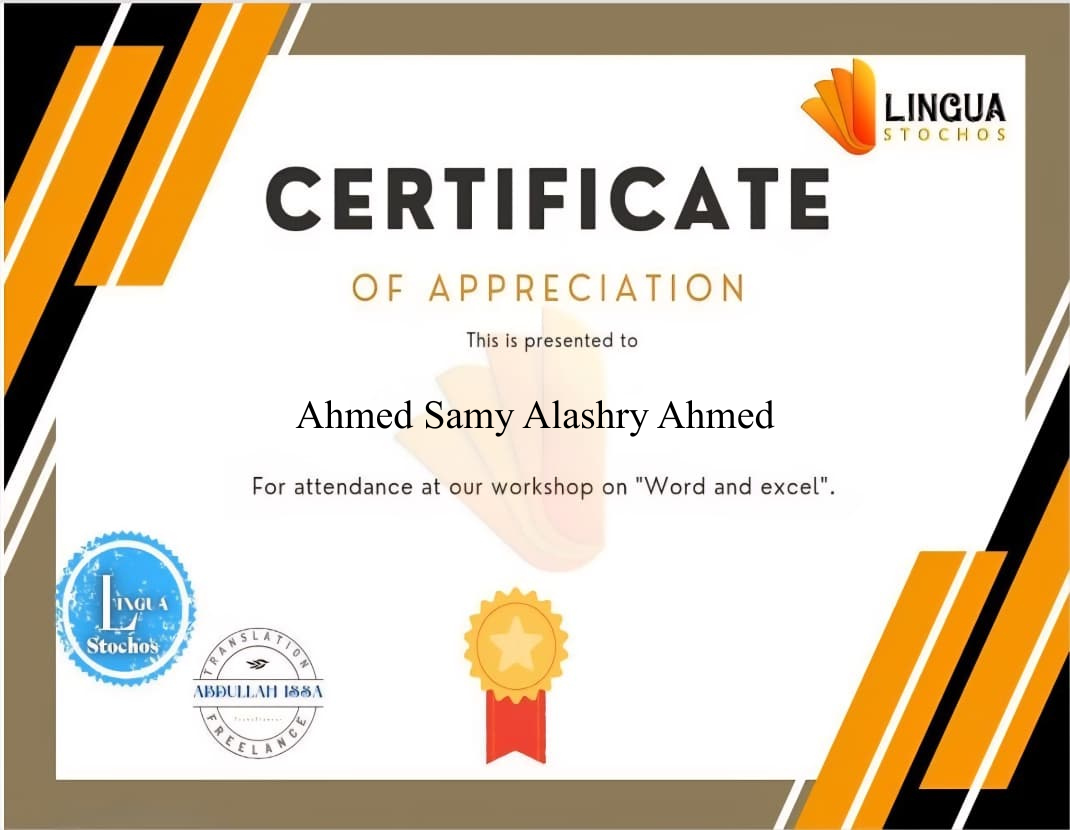 LINGUA
STOCHOS
CERTIFICATE
OF APPRECIATION
This is presented to
Ahmed Samy Alashry Ahmed
For attendance at our workshop on "Word and excel".
LINGUA
Stochos
TRANSLATION
ABDULLAH ISSA
FREELANCE